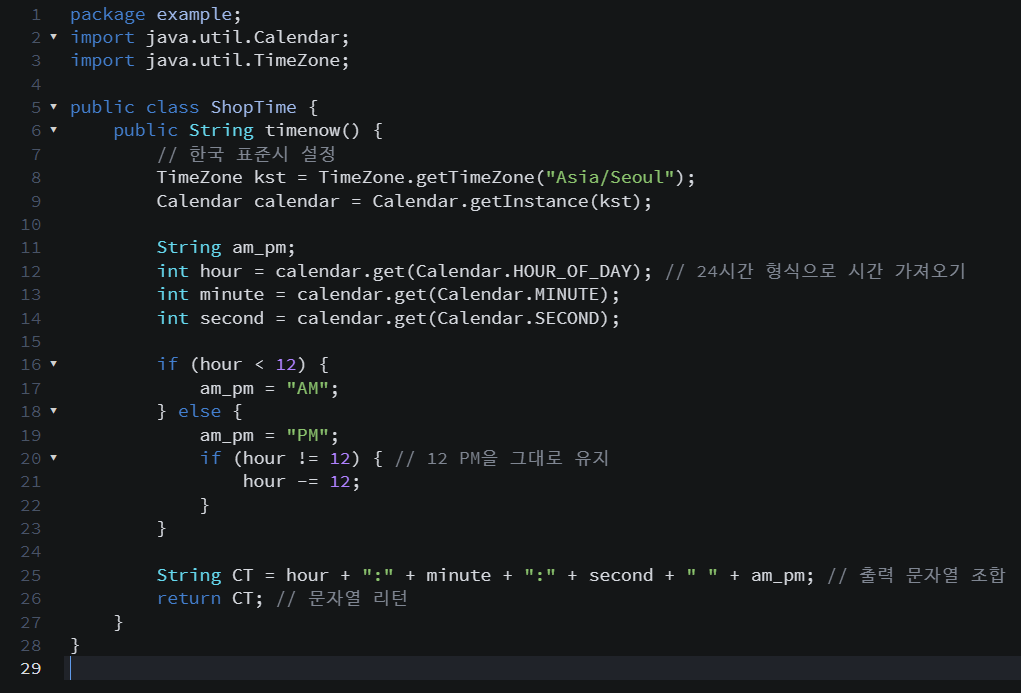 1 package example;
2 import java.util.Calendar;
3 import java.util.TimeZone;
4
5 public class ShopTime {
6 public String timenow() {
7 // 한국 표준시 설정
8 TimeZone kst = TimeZone.getTimeZone("Asia/Seoul");
9 Calendar calendar = Calendar.getInstance(kst);
10
11 String am_pm;
12 int hour = calendar.get(Calendar.HOUR_OF_DAY); // 24시간 형식으로 시간 가져오기
13 int minute = calendar.get(Calendar.MINUTE);
14 int second = calendar.get(Calendar.SECOND);
15
16 if (hour < 12) {
17 am_pm = "AM";
18 } else {
19 am_pm = "PM";
20 if (hour != 12) { // 12 PM을 그대로 유지
21 hour -= 12;
22 }
23 }
24
25 String CT = hour + ":" + minute + ":" + second + " " + am_pm; // 출력 문자열 조합
26 return CT; // 문자열 리턴
27 }
28 }
29